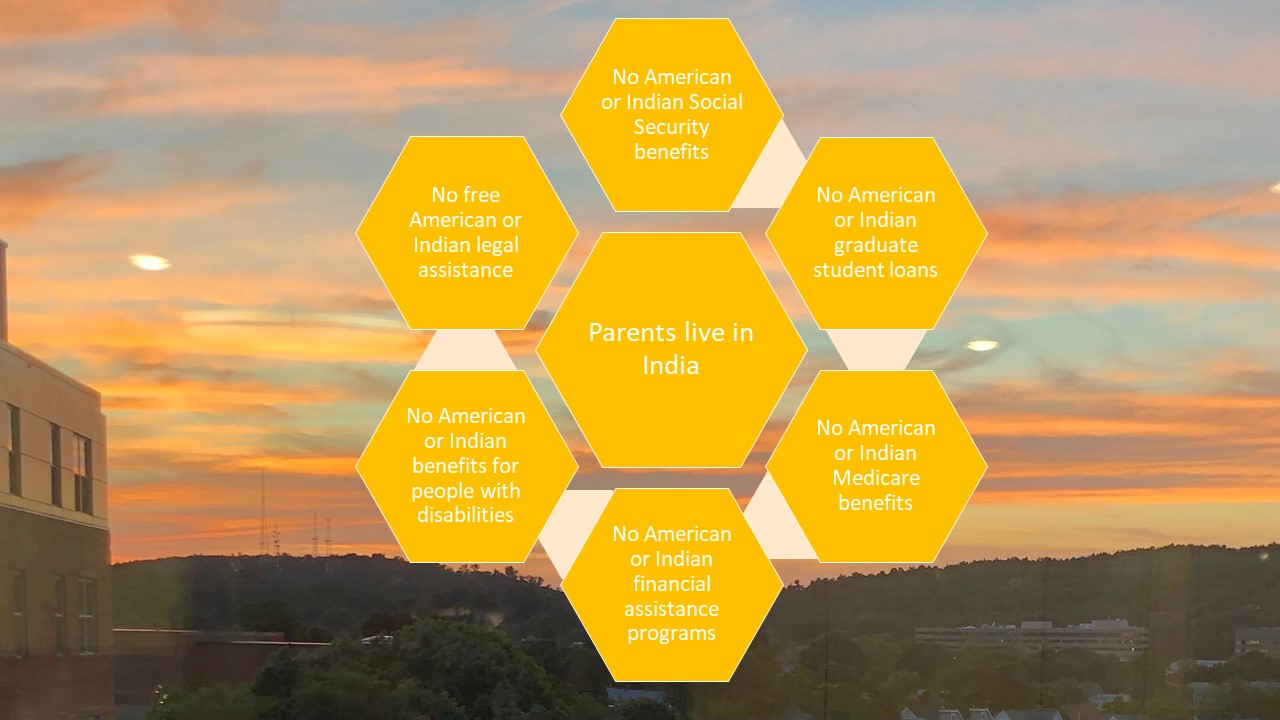 No American
or Indian Social
Security
benefits
No American
or Indian
graduate
student loans
No American
or Indian
Medicare
benefits
No American
or Indian
financial
assistance
programs
No American
or Indian
benefits for
people with
disabilities
No free
American or
Indian legal
assistance
Parents live in
India